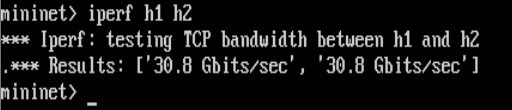 mininet> iperf h1 h2
*** Iperf: testing TCP bandwidth between h1 and h2
.*** Results: ['30.8 Gbits/sec', '30.8 Gbits/sec']
mininet> _